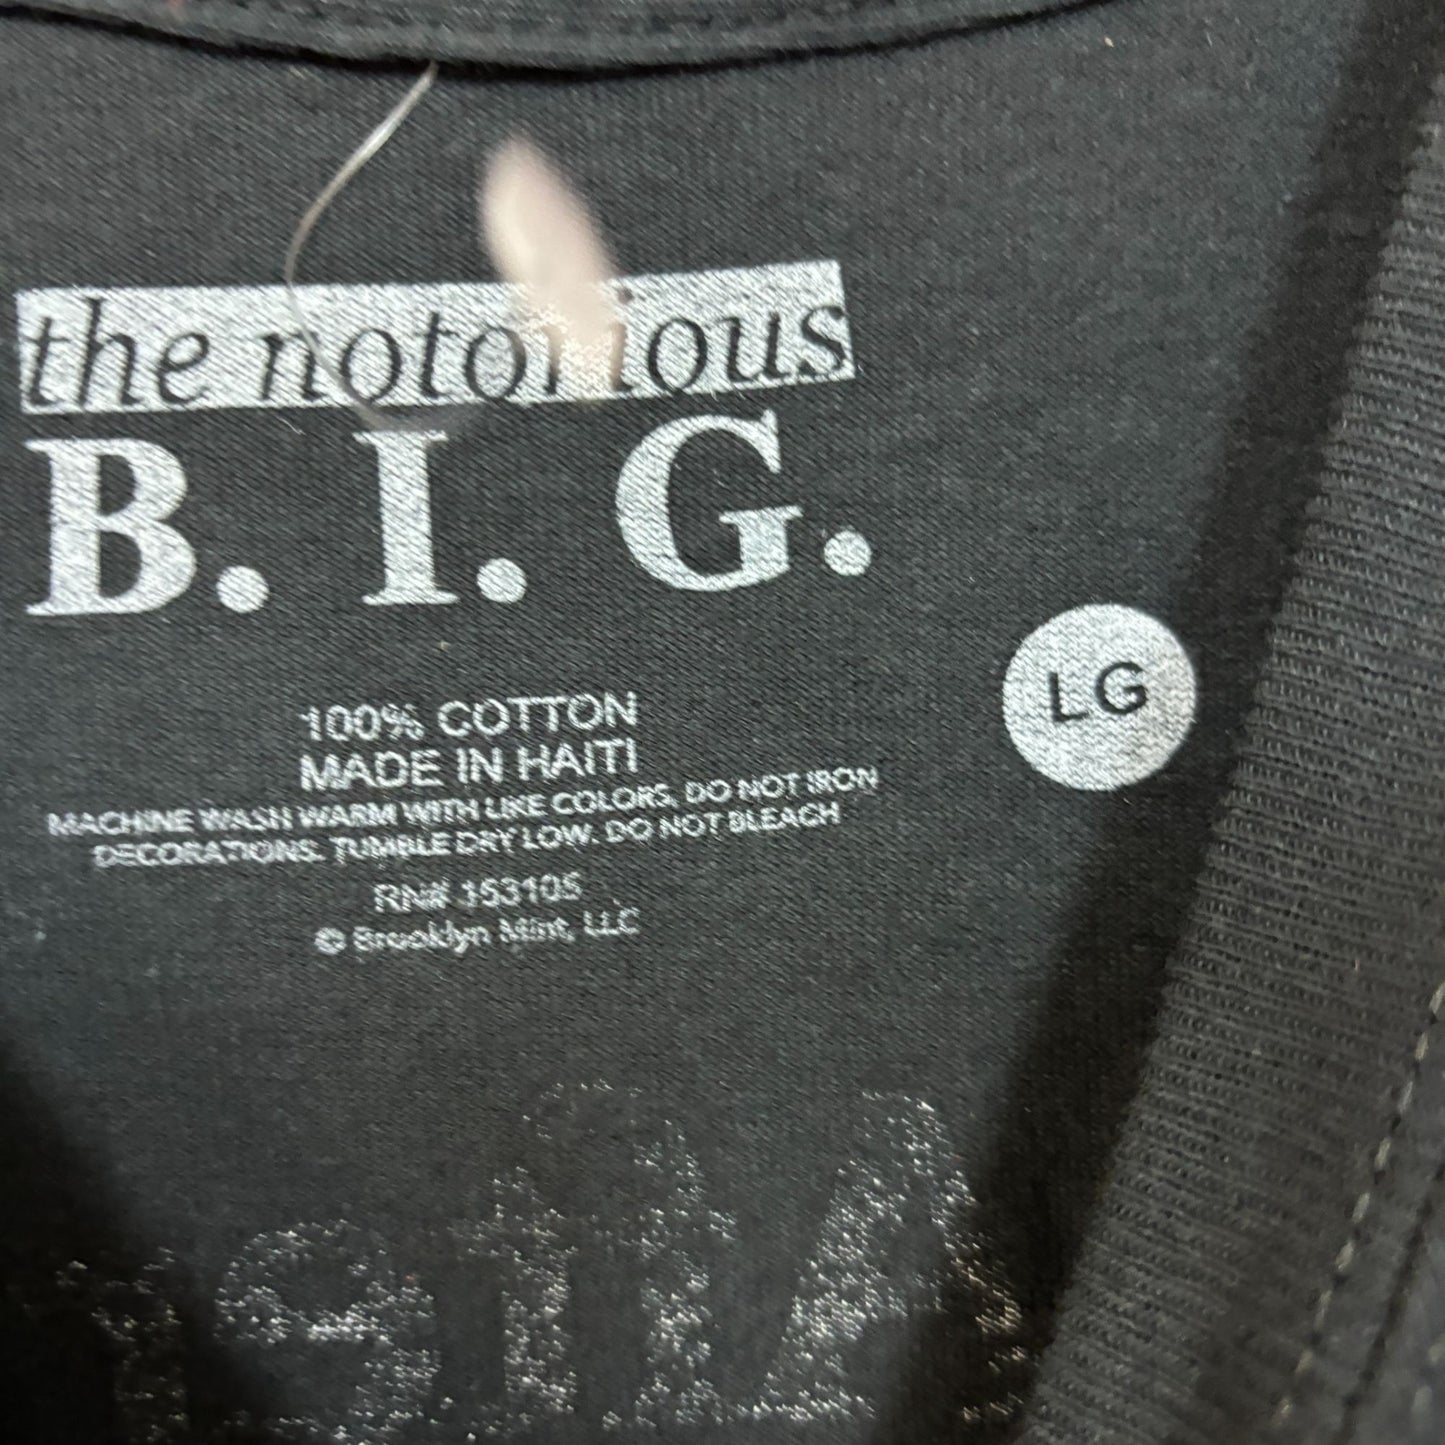 the notorious
B. I. G.
LG
100% COTTON
MADE IN HAITI
MACHINE WASH WARM WITH LIKE COLORS. DO NOT IRON
DECORATIONS. TUMBLE DRY LOW. DO NOT BLEACH
RN# 153105
© Brooklyn Mint, LLC